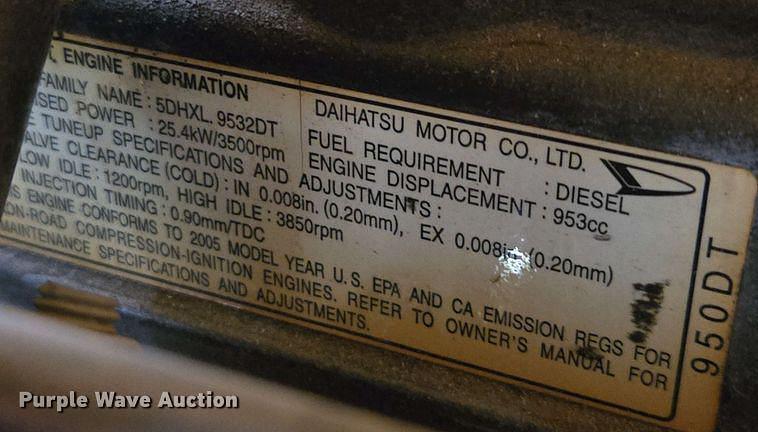 ENGINE INFORMATION
DAIHATSU MOTOR CO., LTD.
FAMILY NAME : 5DHXL. 9532DT
FUEL REQUIREMENT : DIESEL
POWER : 25.4kW/3500rpm
ENGINE DISPLACEMENT : 953cc
TUNEUP SPECIFICATIONS AND ADJUSTMENTS :
CLEARANCE (COLD) : IN 0.008in. (0.20mm), EX 0.008in. (0.20mm)
LOW IDLE : 1200rpm, HIGH IDLE : 3850rpm
INJECTION TIMING : 0.90mm/TDC
ENGINE CONFORMS TO 2005 MODEL YEAR U.S. EPA AND CA EMISSION REGS FOR
-ROAD COMPRESSION-IGNITION ENGINES. REFER TO OWNER'S MANUAL FOR
MAINTENANCE SPECIFICATIONS AND ADJUSTMENTS.
950DT
Purple Wave Auction